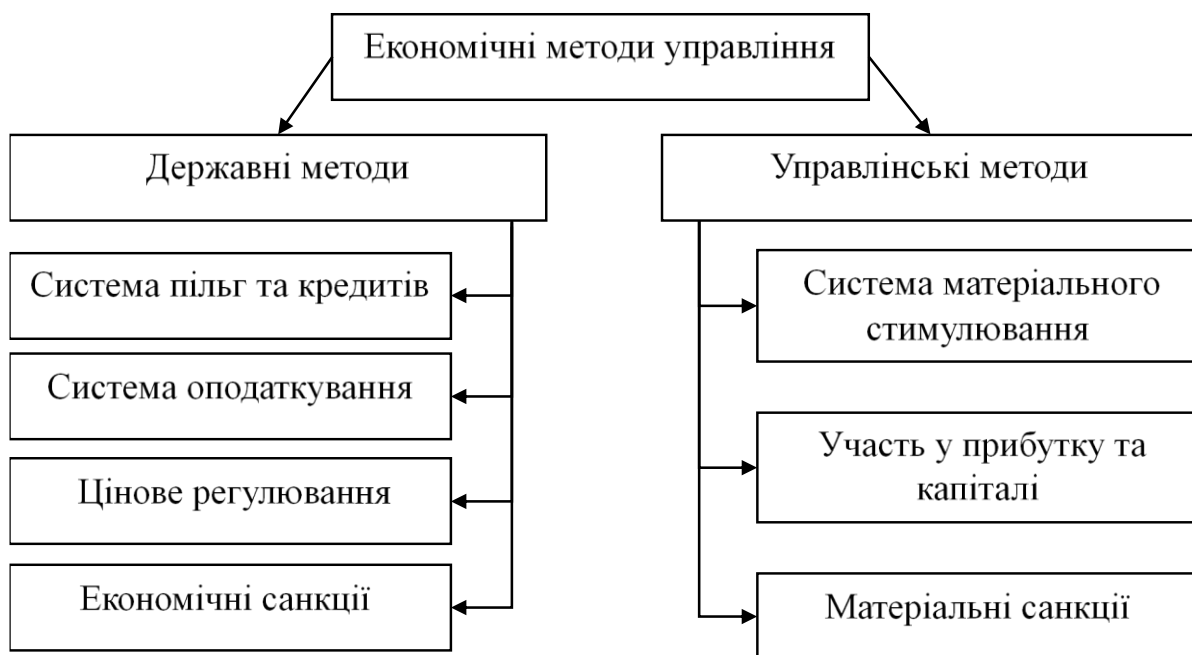 Економічні методи управління
Державні методи
Система пільг та кредитів
Система оподаткування
Цінове регулювання
Економічні санкції
Управлінські методи
Система матеріального
стимулювання
Участь у прибутку та
капіталі
Матеріальні санкції